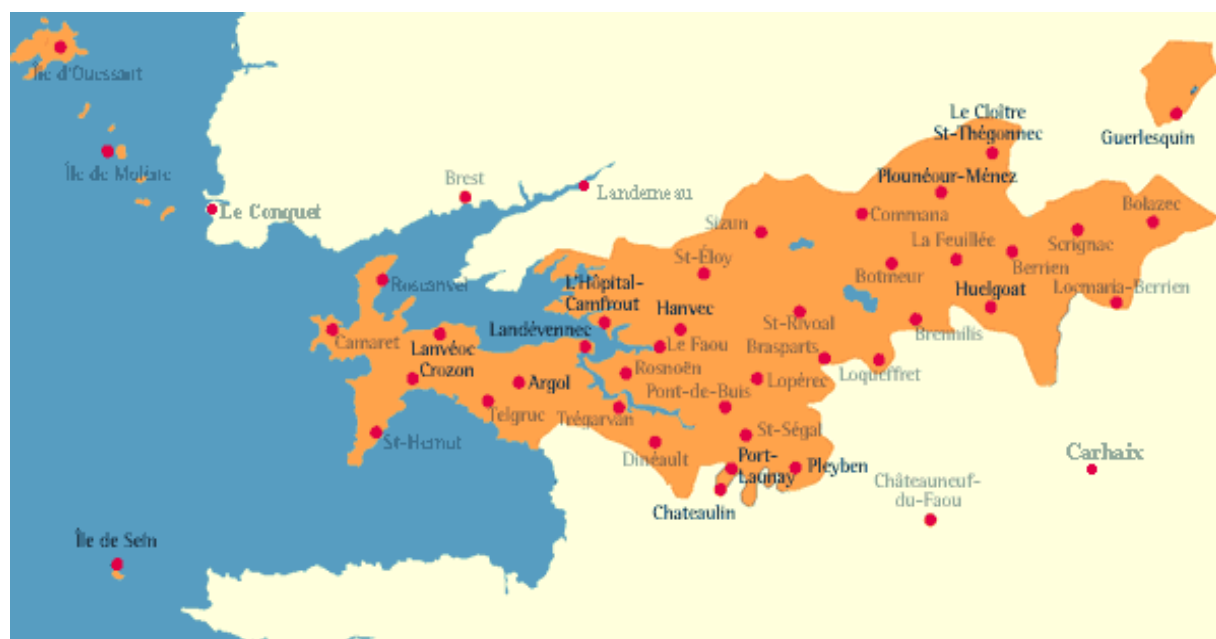 Île d'Ouessant
Le Cloître
St-Thégonnec
Guerlesquin
Île de Molène
Brest
Landerneau
Plounéour-Ménez
Le Conquet
Sizun
Commana
Bolazec
La Feuillée
Scrignac
St-Éloy
Botmeur
Berrien
Roscanvel
L'Hôpital-
Camfrout
Hanvec
Huelgoat
Locmaria-Berrien
Landévennec
St-Rivoal
Brennilis
Camaret
Lanvéoc
Le Faou
Brasparts
Crozon
Rosnoën
Loqueffret
Argol
Pont-de-Buis
Lopérec
Telgruc
Trégarvan
St-Hernot
St-Ségal
Dinéault
Port-
Launay
Pleyben
Carhaix
Châteauneuf-
du-Faou
Chateaulin
Île de Sein